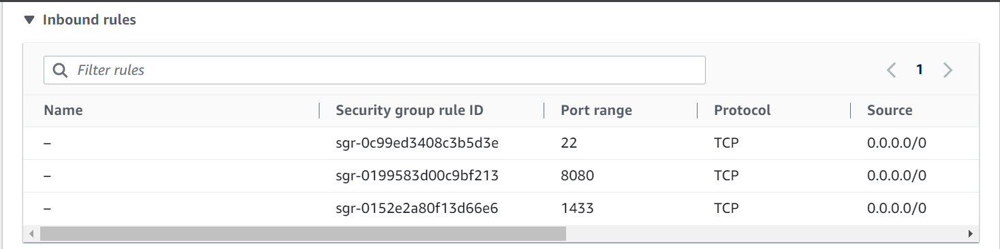 Inbound rules
Filter rules
1
Name Security group rule ID Port range Protocol Source
– sgr-0c99ed3408c3b5d3e 22 TCP 0.0.0.0/0
– sgr-0199583d00c9bf213 8080 TCP 0.0.0.0/0
– sgr-0152e2a80f13d66e6 1433 TCP 0.0.0.0/0